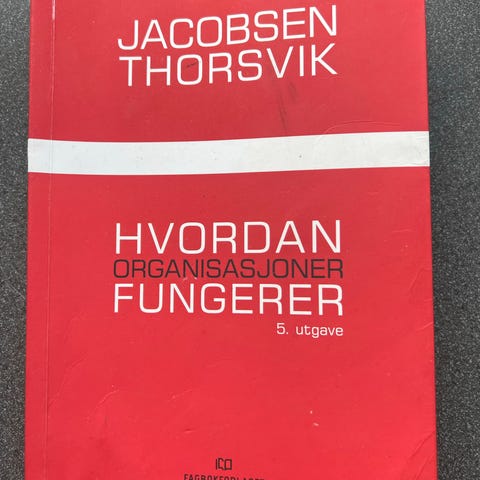 JACOBSEN
THORSVIK
HVORDAN
ORGANISASJONER
FUNGERER
5. utgave